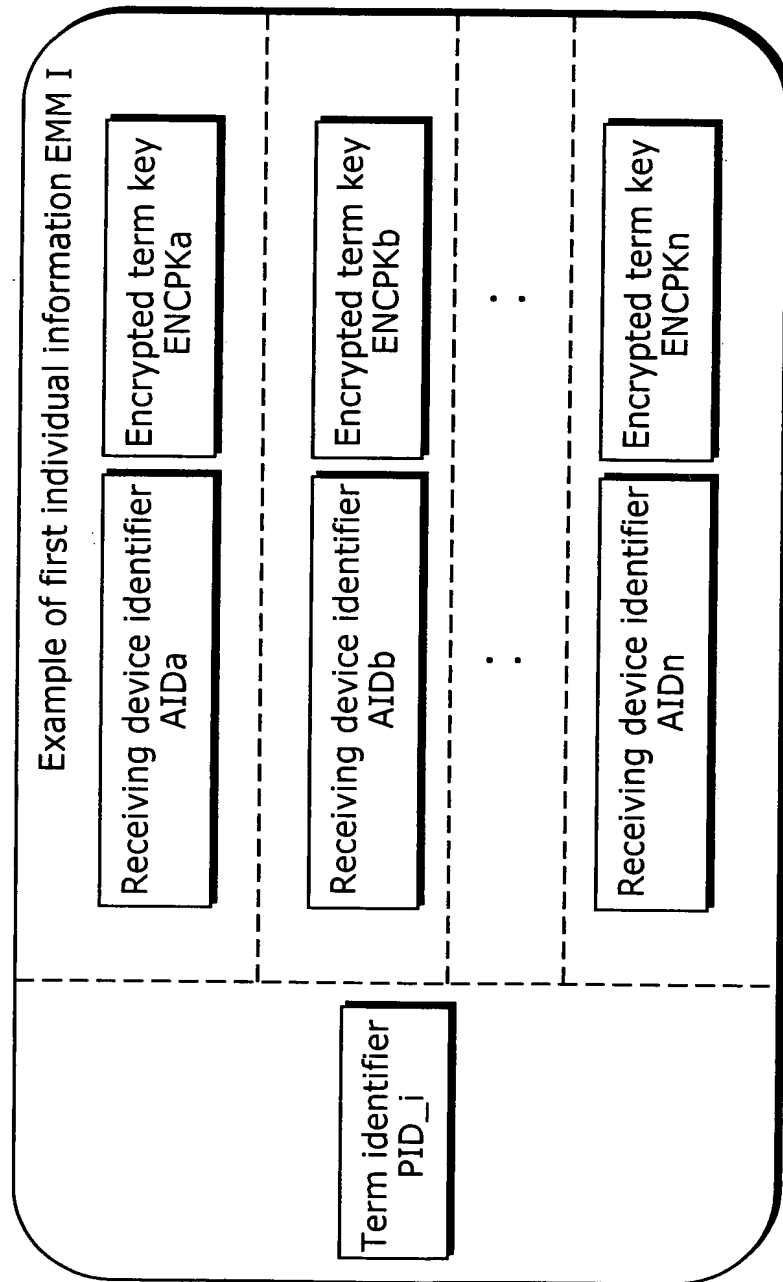 Example of first individual information EMM I
Term identifier
PID_i
Receiving device identifier
AIDa
Encrypted term key
ENCPKa
Receiving device identifier
AIDb
Encrypted term key
ENCPKb
Receiving device identifier
AIDn
Encrypted term key
ENCPKn